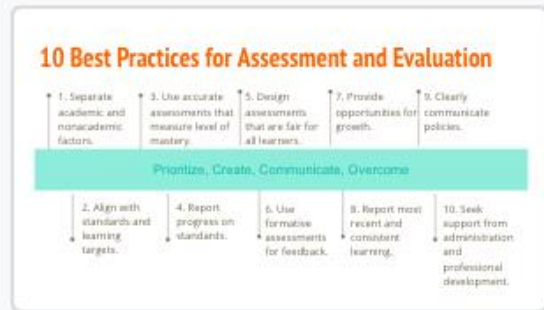 10 Best Practices for Assessment and Evaluation
1. Separate
academic and
nonacademic
factors.
3. Use accurate
assessments that
measure level of
mastery.
5. Design
assessments
that are fair for
all learners.
7. Provide
opportunities for
growth.
9. Clearly
communicate
policies.
Prioritize, Create, Communicate, Overcome
2. Align with
standards and
learning
targets.
4. Report
progress on
standards.
6. Use
formative
assessments
for feedback.
8. Report most
recent and
consistent
learning.
10. Seek
support from
administration
and
professional
development.